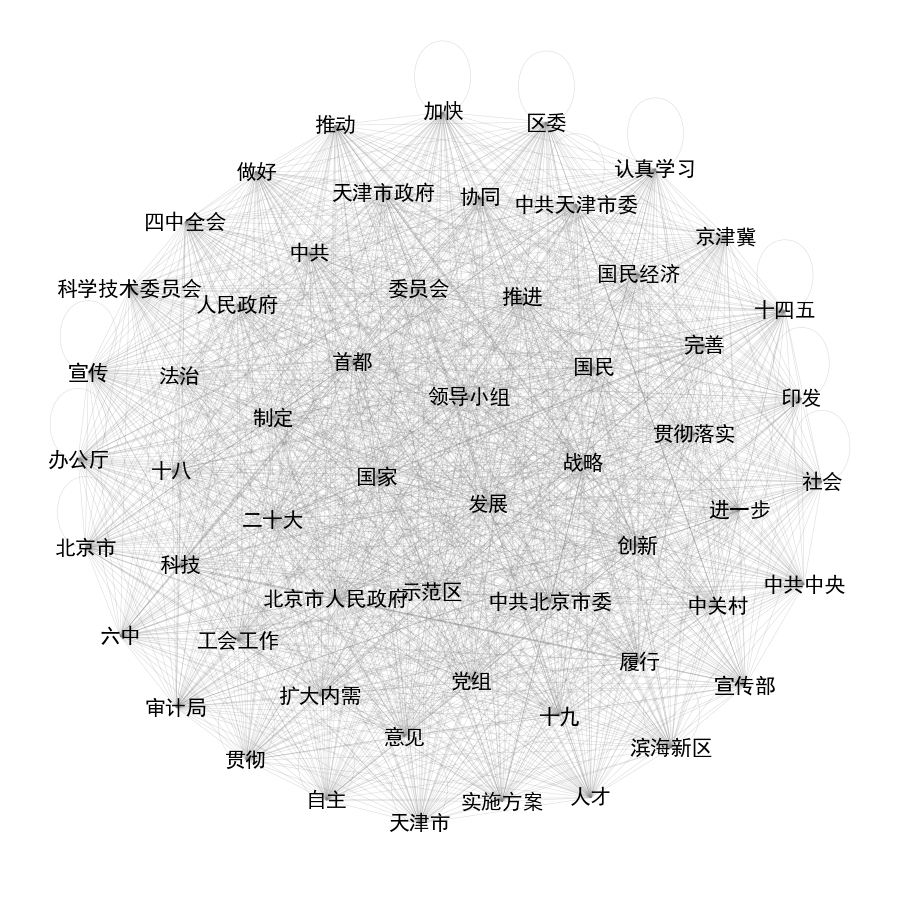 加快
推动
区委
认真学习
做好
天津市政府
协同
中共天津市委
四中全会
京津冀
中共
国民经济
科学技术委员会
委员会
人民政府
推进
十四五
完善
首都
国民
宣传
法治
领导小组
印发
制定
贯彻落实
办公厅
十八
战略
国家
社会
发展
进一步
二十大
北京市
创新
科技
中共中央
示范区
北京市人民政府
中共北京市委
中关村
六中
工会工作
履行
党组
宣传部
扩大内需
审计局
十九
意见
滨海新区
贯彻
自主
实施方案
人才
天津市